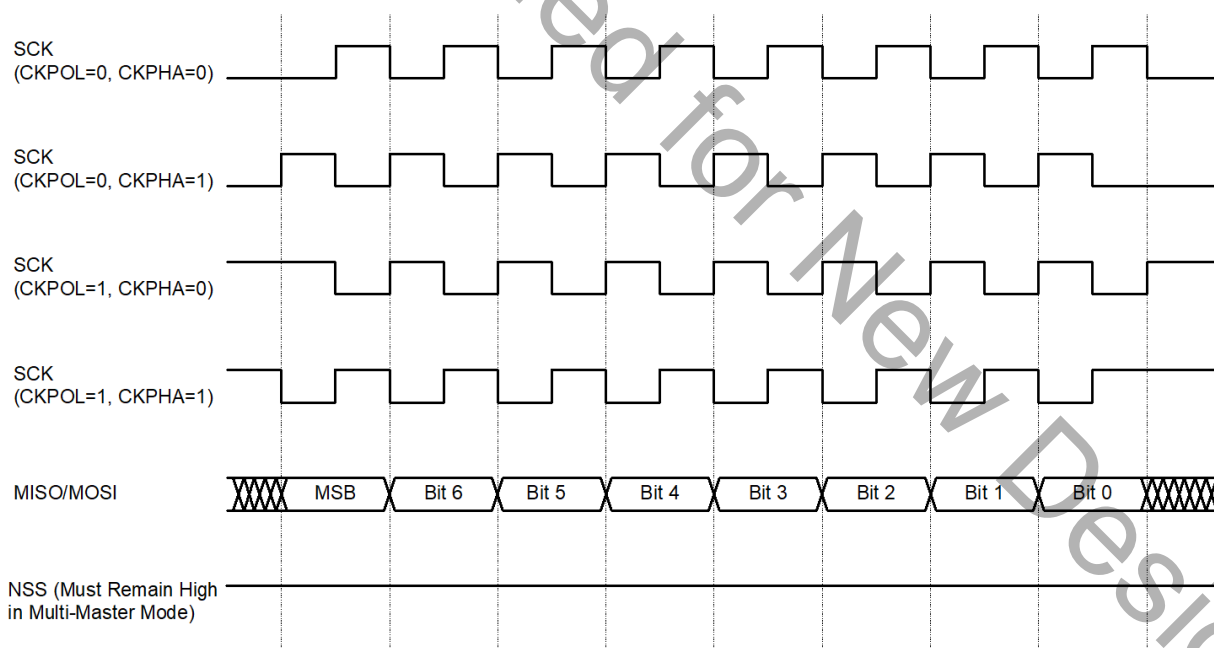 SCK
(CKPOL=0, CKPHA=0)
SCK
(CKPOL=0, CKPHA=1)
SCK
(CKPOL=1, CKPHA=0)
SCK
(CKPOL=1, CKPHA=1)
MISO/MOSI
MSB
Bit 6
Bit 5
Bit 4
Bit 3
Bit 2
Bit 1
Bit 0
NSS (Must Remain High
in Multi-Master Mode)
for New